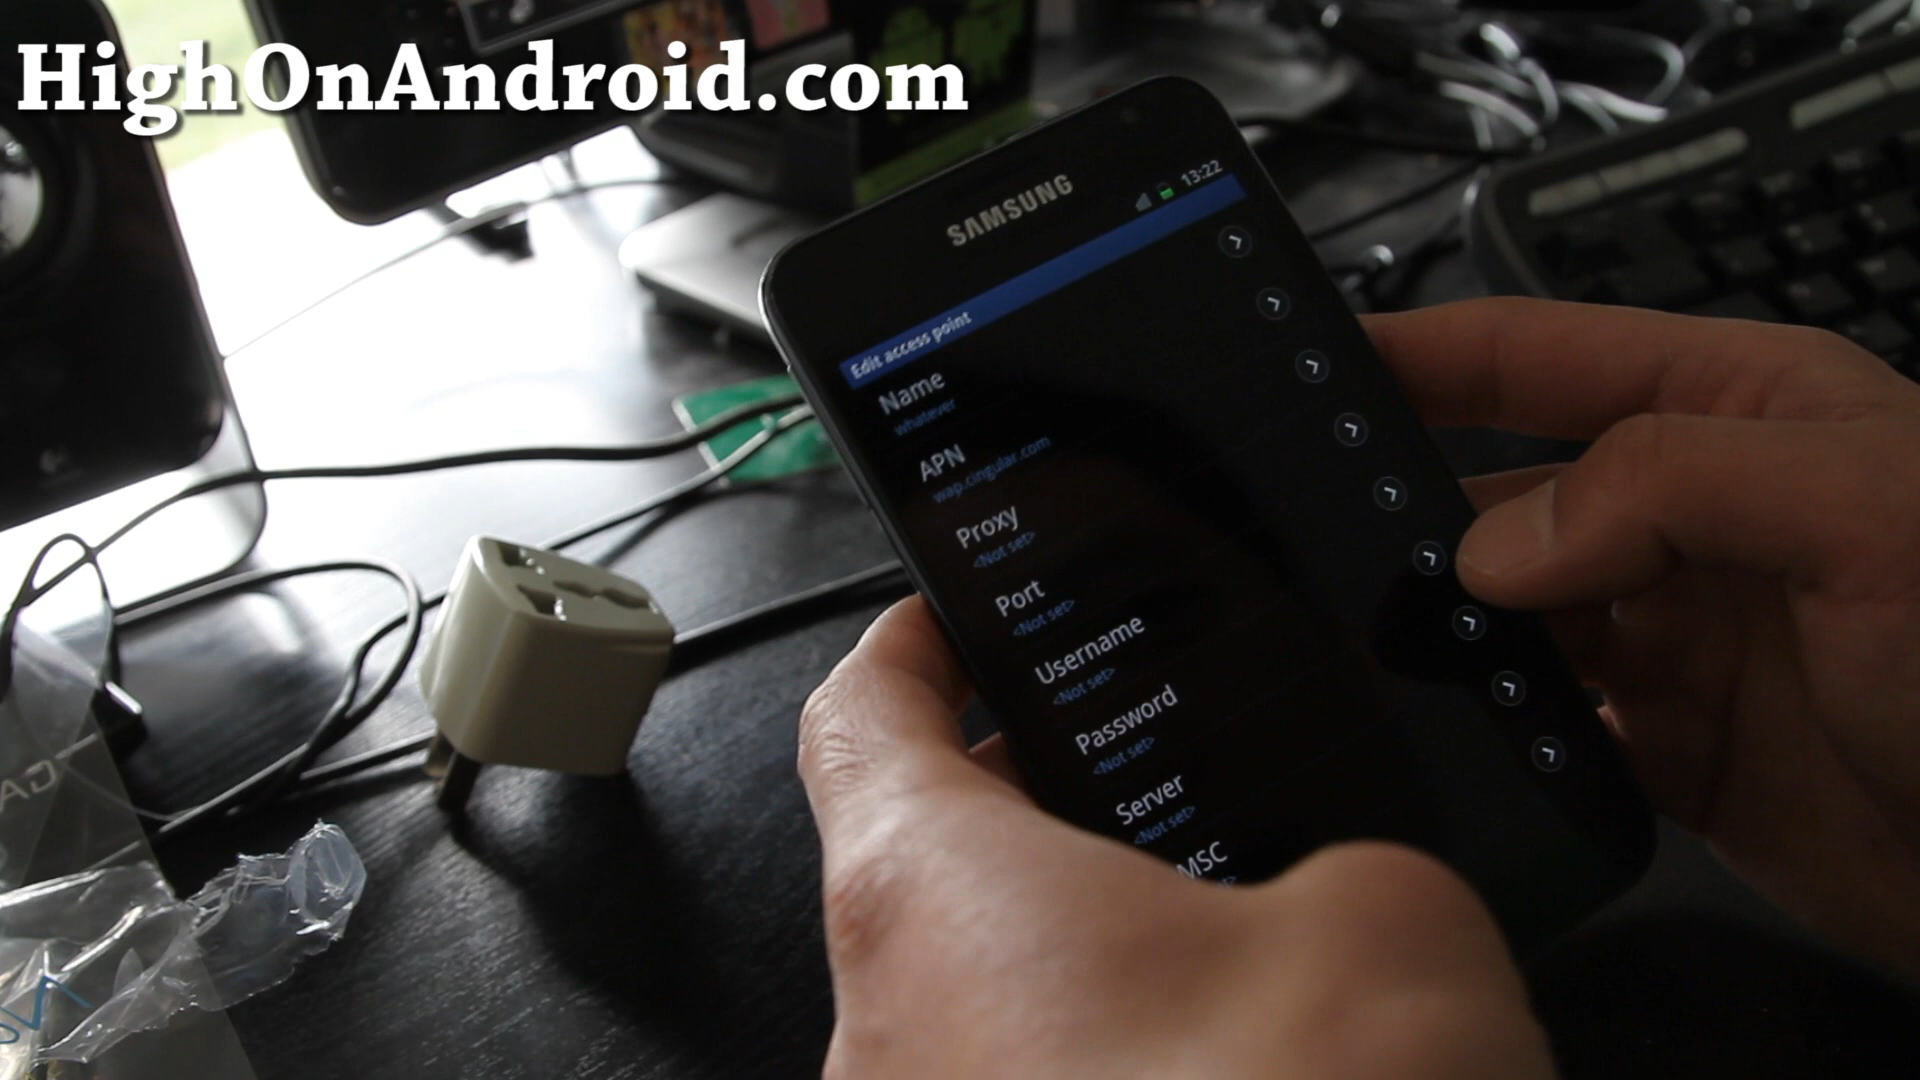 HighOnAndroid.com
SAMSUNG
13:22
Edit access point
Name
whatever
APN
wap.cingular.com
Proxy
<Not set>
Port
<Not set>
Username
<Not set>
Password
<Not set>
Server
<Not set>
MSC